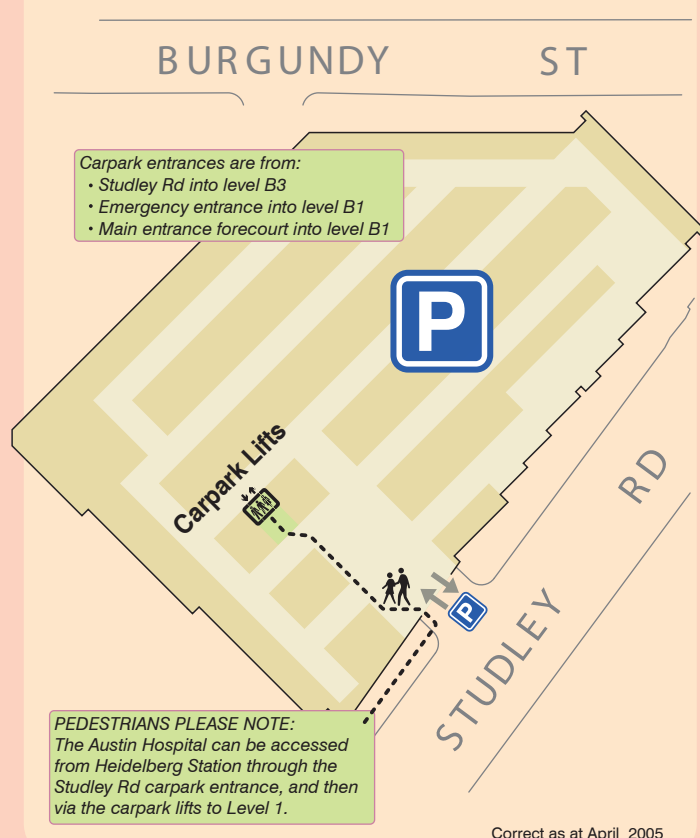 BURGUNDY ST
Carpark entrances are from:
• Studley Rd into level B3
• Emergency entrance into level B1
• Main entrance forecourt into level B1
P
Carpark Lifts
RD
P
STUDLEY
PEDESTRIANS PLEASE NOTE:
The Austin Hospital can be accessed
from Heidelberg Station through the
Studley Rd carpark entrance, and then
via the carpark lifts to Level 1.
Correct as at April 2005